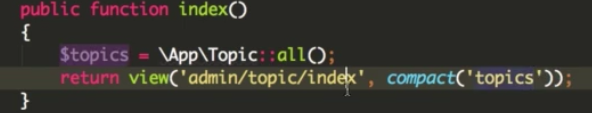 public function index()
{
    $topics = \App\Topic::all();
    return view('admin/topic/index', compact('topics'));
}